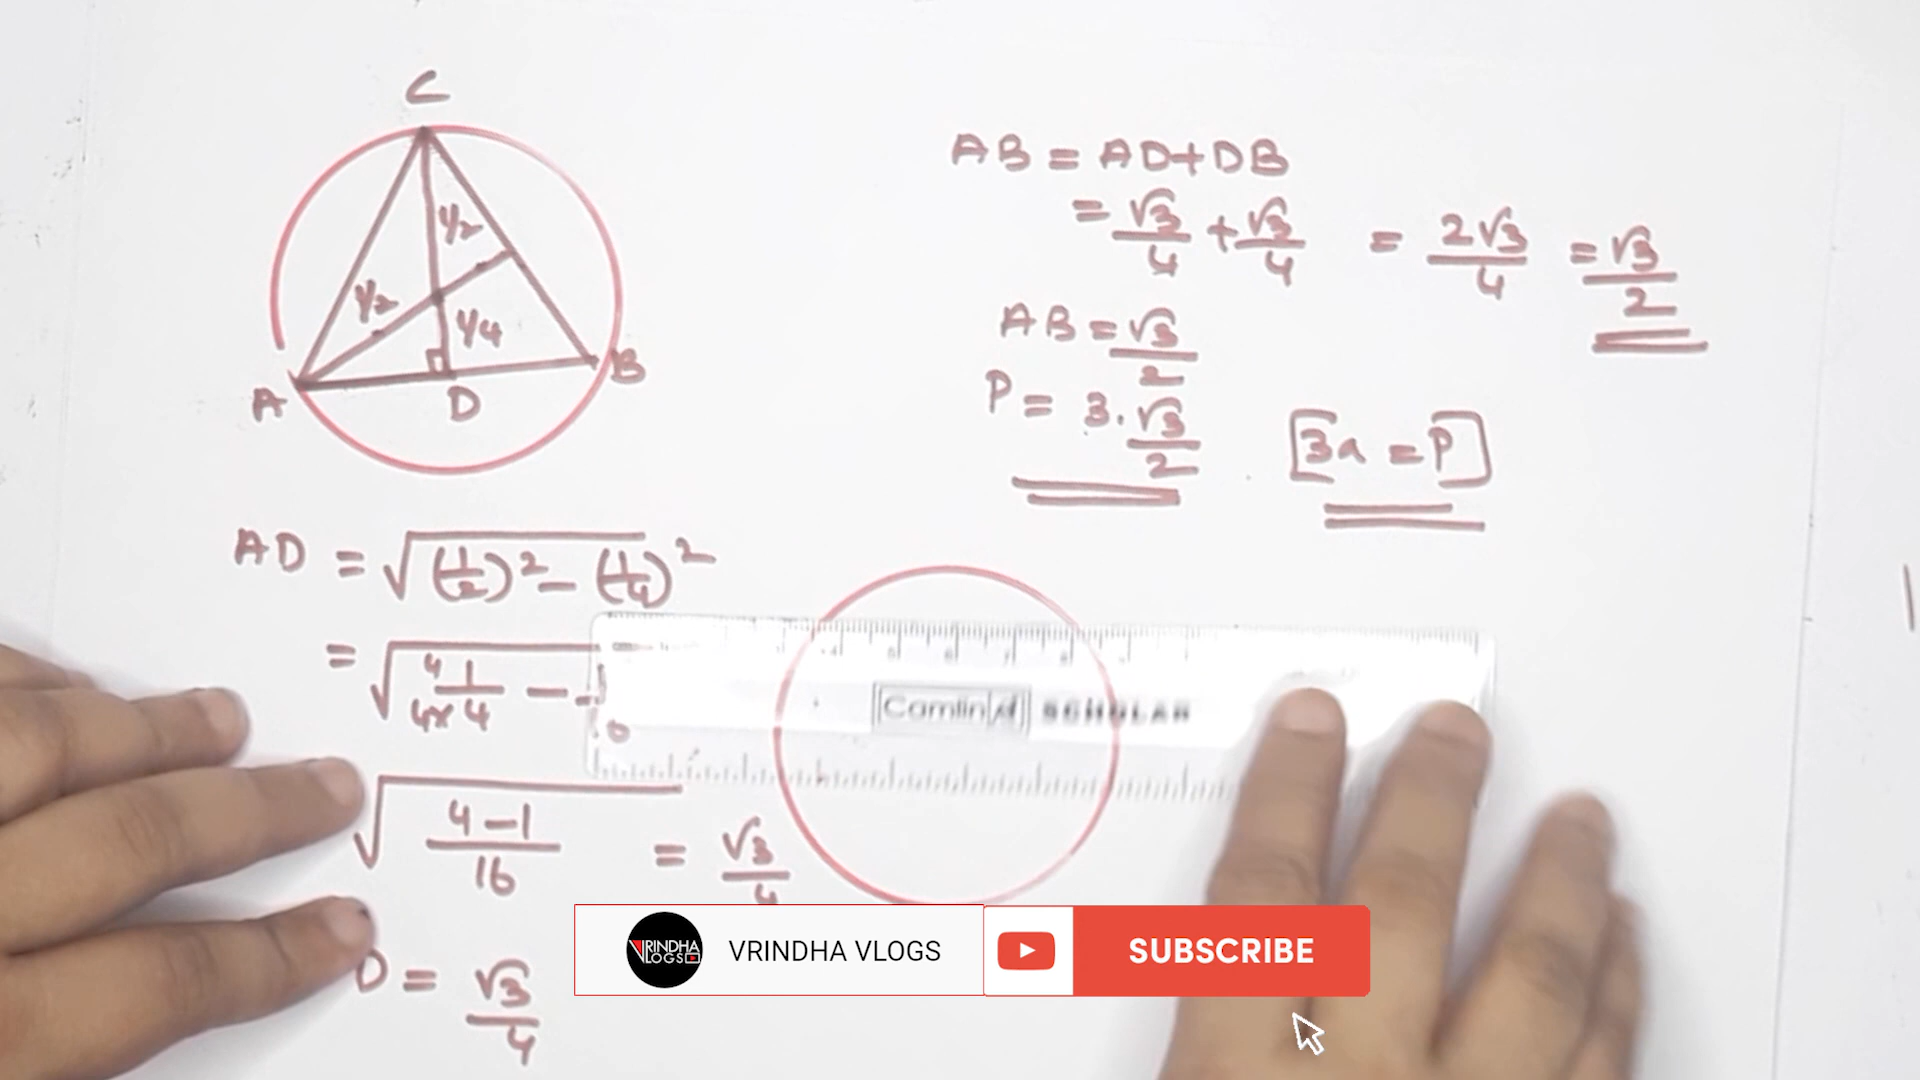 C
1/2
1/2
1/4
A
D
B
AD = √(1/2)² - (1/4)²
= √4 1/4×4 -
√4-1/16 = √3/4
D = √3/4
AB = AD+DB
= √3/4 + √3/4 = 2√3/4 = √3/2
AB = √3/2
P = 3.√3/2 [3a = P]
Camlin SCHOLAR
VRINDHA VLOGS
VRINDHA VLOGS SUBSCRIBE